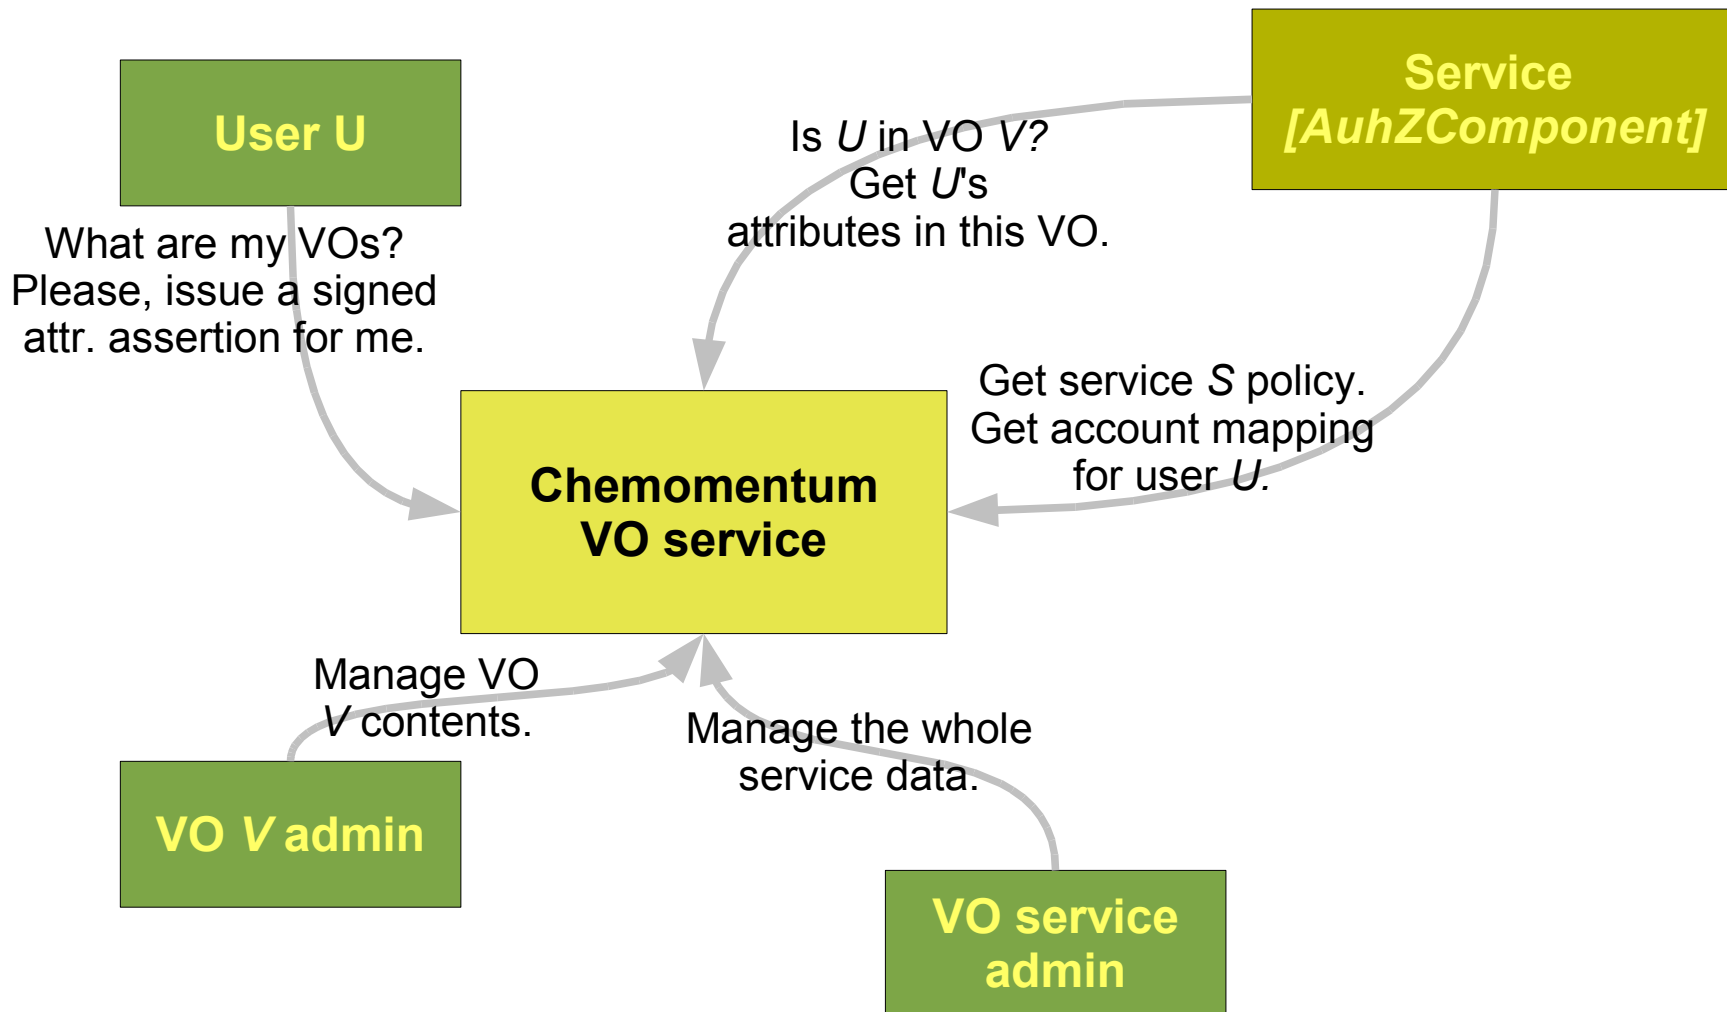 User U
What are my VOs?
Please, issue a signed
attr. assertion for me.
Service
[AuhZComponent]
Is U in VO V?
Get U's
attributes in this VO.
Get service S policy.
Get account mapping
for user U.
Chemomentum
VO service
Manage VO
V contents.
Manage the whole
service data.
VO V admin
VO service
admin